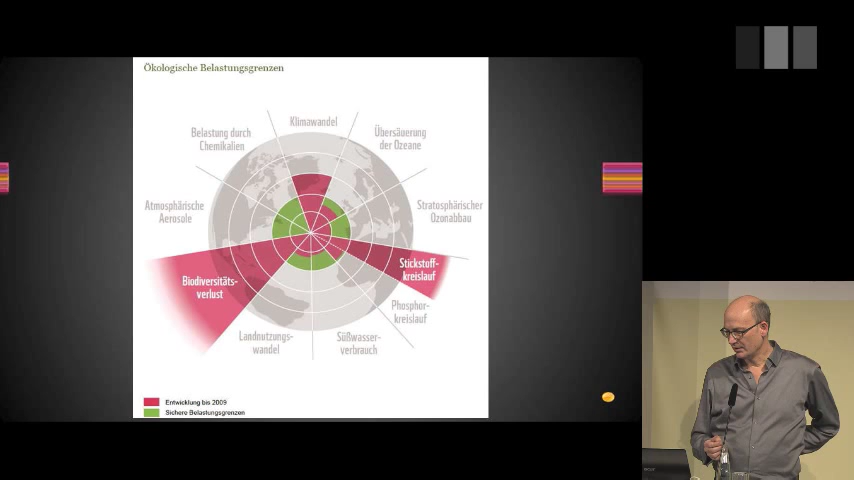 Ökologische Belastungsgrenzen
Klimawandel
Belastung durch
Chemikalien
Übersäuerung
der Ozeane
Atmosphärische
Aerosole
Stratosphärischer
Ozonabbau
Biodiversitäts-
verlust
Stickstoff-
kreislauf
Phosphor-
kreislauf
Landnutzungs-
wandel
Süßwasser-
verbrauch
Entwicklung bis 2009
Sichere Belastungsgrenzen